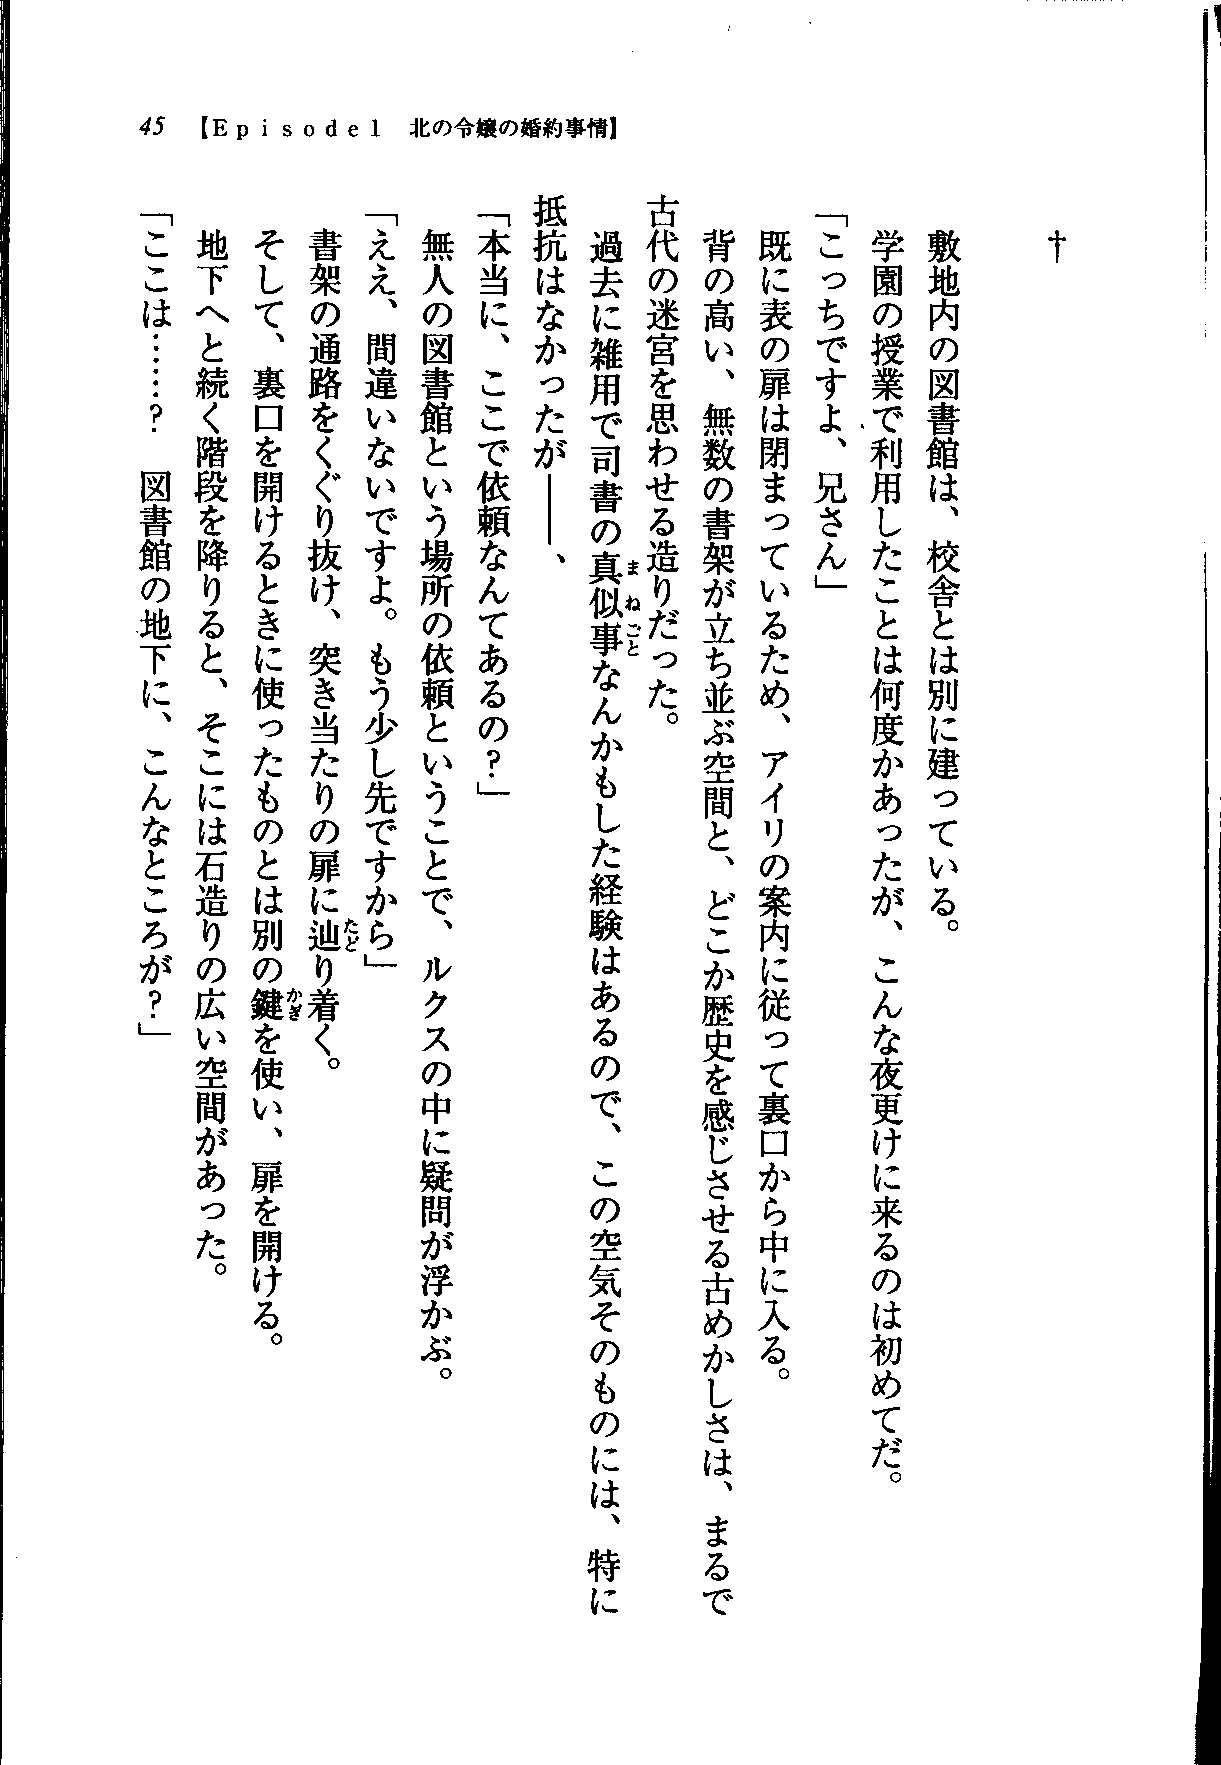 45 【Episode1 北の令嬢の婚約事情】
†
敷地内の図書館は、校舎とは別に建っている。
学園の授業で利用したことは何度かあったが、こんな夜更けに来るのは初めてだ。
「こっちですよ、兄さん」
既に表の扉は閉まっているため、アイリの案内に従って裏口から中に入る。
背の高い、無数の書架が立ち並ぶ空間と、どこか歴史を感じさせる古めかしさは、まるで
古代の迷宮を思わせる造りだった。
過去に雑用で司書の真似事なんかもした経験はあるので、この空気そのものには、特に
抵抗はなかったが――、
「本当に、ここで依頼なんてあるの？」
無人の図書館という場所の依頼ということで、ルクスの中に疑問が浮かぶ。
「ええ、間違いないですよ。もう少し先ですから」
書架の通路をくぐり抜け、突き当たりの扉に辿り着く。
そして、裏口を開けるときに使ったものとは別の鍵を使い、扉を開ける。
地下へと続く階段を降りると、そこには石造りの広い空間があった。
「ここは……？　図書館の地下に、こんなところが？」